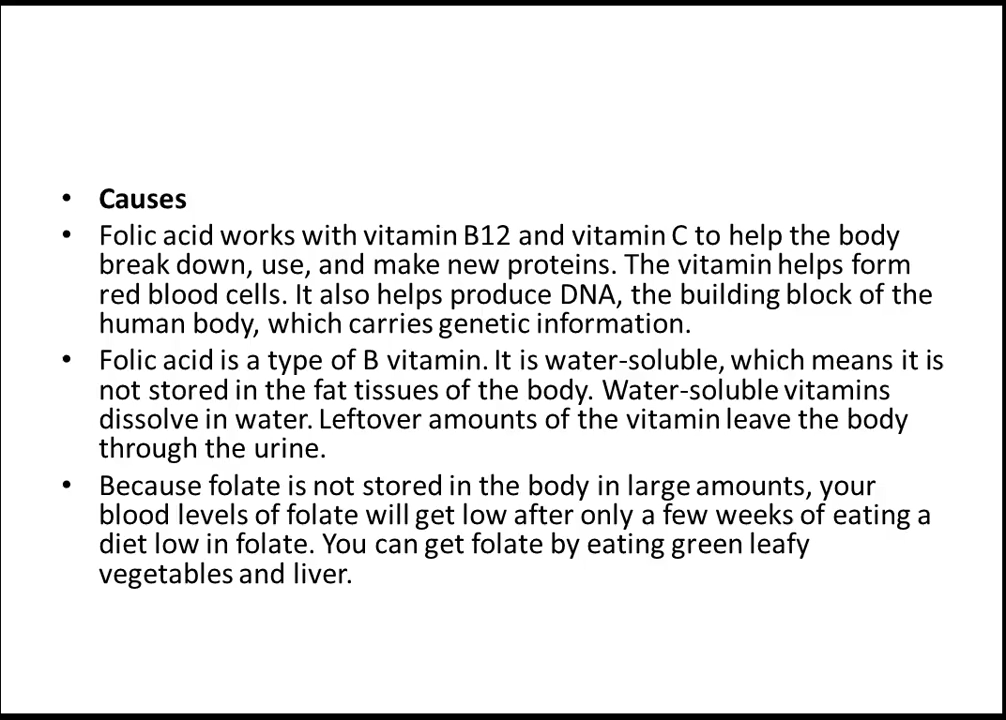 • Causes
• Folic acid works with vitamin B12 and vitamin C to help the body
break down, use, and make new proteins. The vitamin helps form
red blood cells. It also helps produce DNA, the building block of the
human body, which carries genetic information.
• Folic acid is a type of B vitamin. It is water-soluble, which means it is
not stored in the fat tissues of the body. Water-soluble vitamins
dissolve in water. Leftover amounts of the vitamin leave the body
through the urine.
• Because folate is not stored in the body in large amounts, your
blood levels of folate will get low after only a few weeks of eating a
diet low in folate. You can get folate by eating green leafy
vegetables and liver.